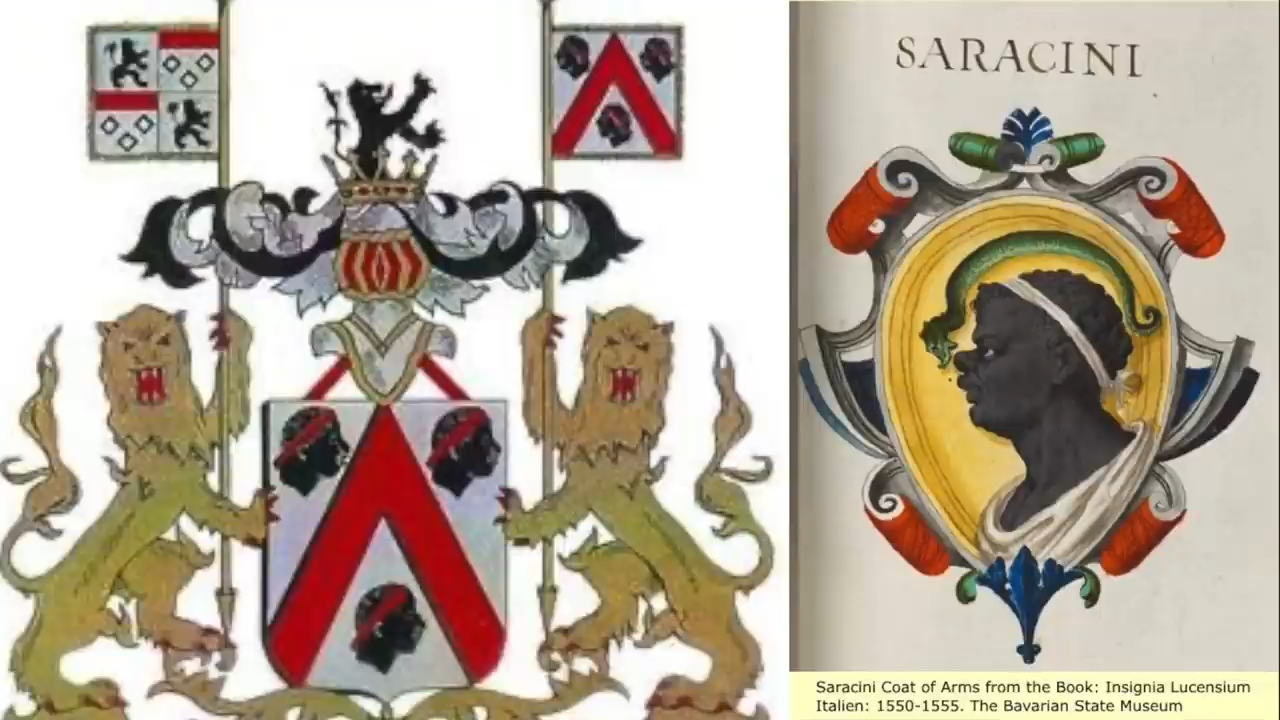 SARACINI
Saracini Coat of Arms from the Book: Insignia Lucensium
Italien: 1550-1555. The Bavarian State Museum